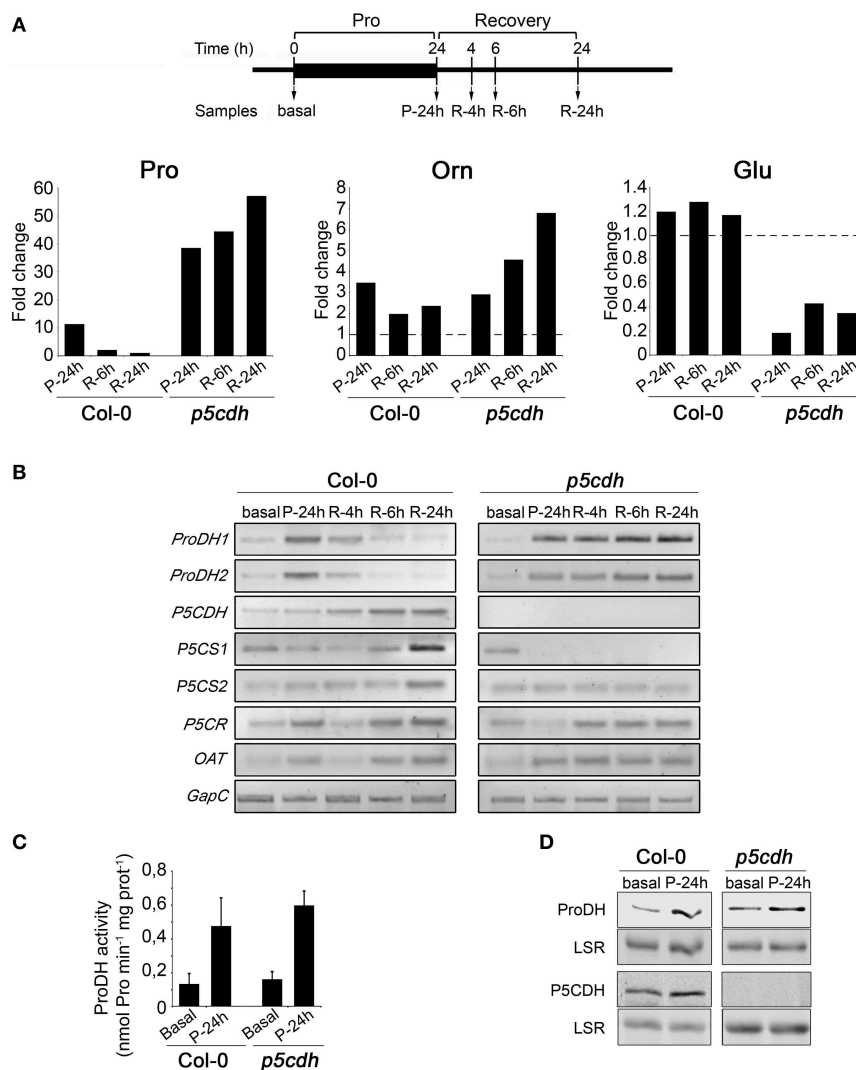 A
Pro Recovery
Time (h) 0 24 4 6 24
Samples basal P-24h R-4h R-6h R-24h
Pro
Fold change
60
50
40
30
20
10
0
P-24h R-6h R-24h P-24h R-6h R-24h
Col-0 p5cdh
Orn
Fold change
8
7
6
5
4
3
2
1
0
P-24h R-6h R-24h P-24h R-6h R-24h
Col-0 p5cdh
Glu
Fold change
1.4
1.2
1.0
0.8
0.6
0.4
0.2
0
P-24h R-6h R-24h P-24h R-6h R-24h
Col-0 p5cdh
B
Col-0 p5cdh
basal P-24h R-4h R-6h R-24h basal P-24h R-4h R-6h R-24h
ProDH1
ProDH2
P5CDH
P5CS1
P5CS2
P5CR
OAT
GapC
C
ProDH activity
(nmol Pro min⁻¹ mg prot⁻¹)
0,8
0,6
0,4
0,2
0
Basal P-24h Basal P-24h
Col-0 p5cdh
D
Col-0 p5cdh
basal P-24h basal P-24h
ProDH
LSR
P5CDH
LSR